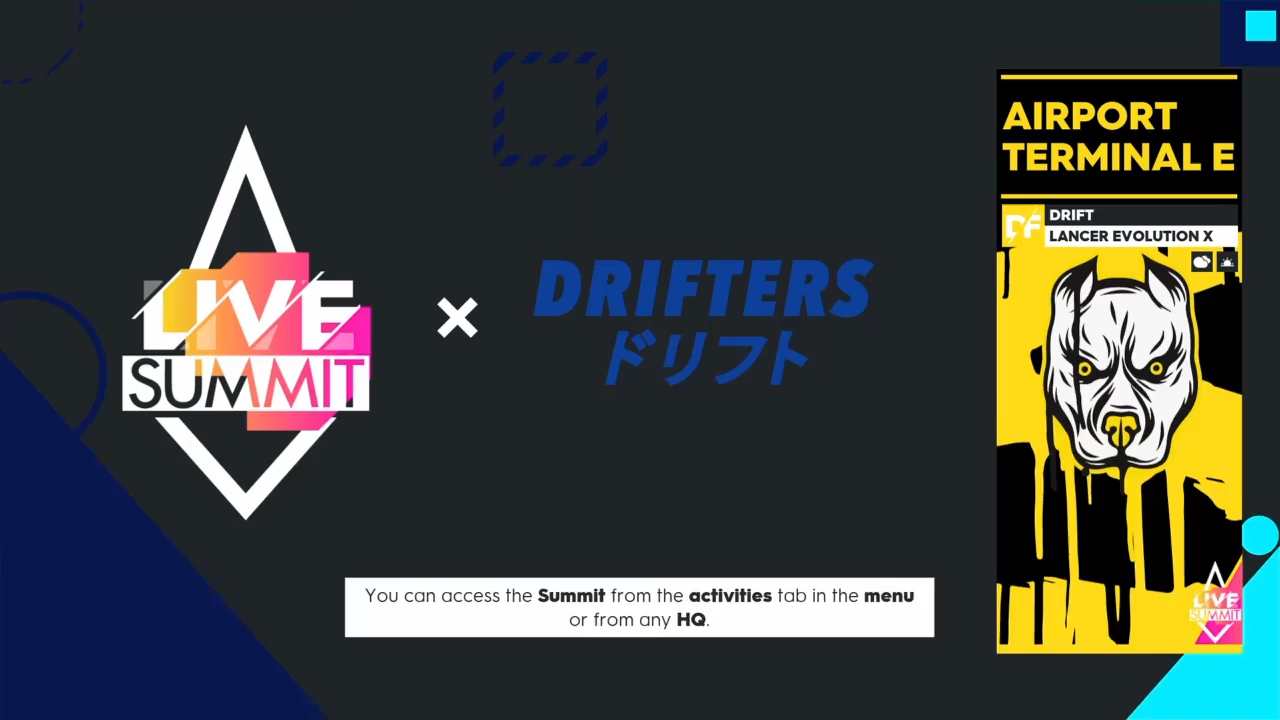 LIVE
SUMMIT
×
DRIFTERS
ドリフト
AIRPORT
TERMINAL E
DF
DRIFT
LANCER EVOLUTION X
LIVE
SUMMIT
You can access the Summit from the activities tab in the menu
or from any HQ.